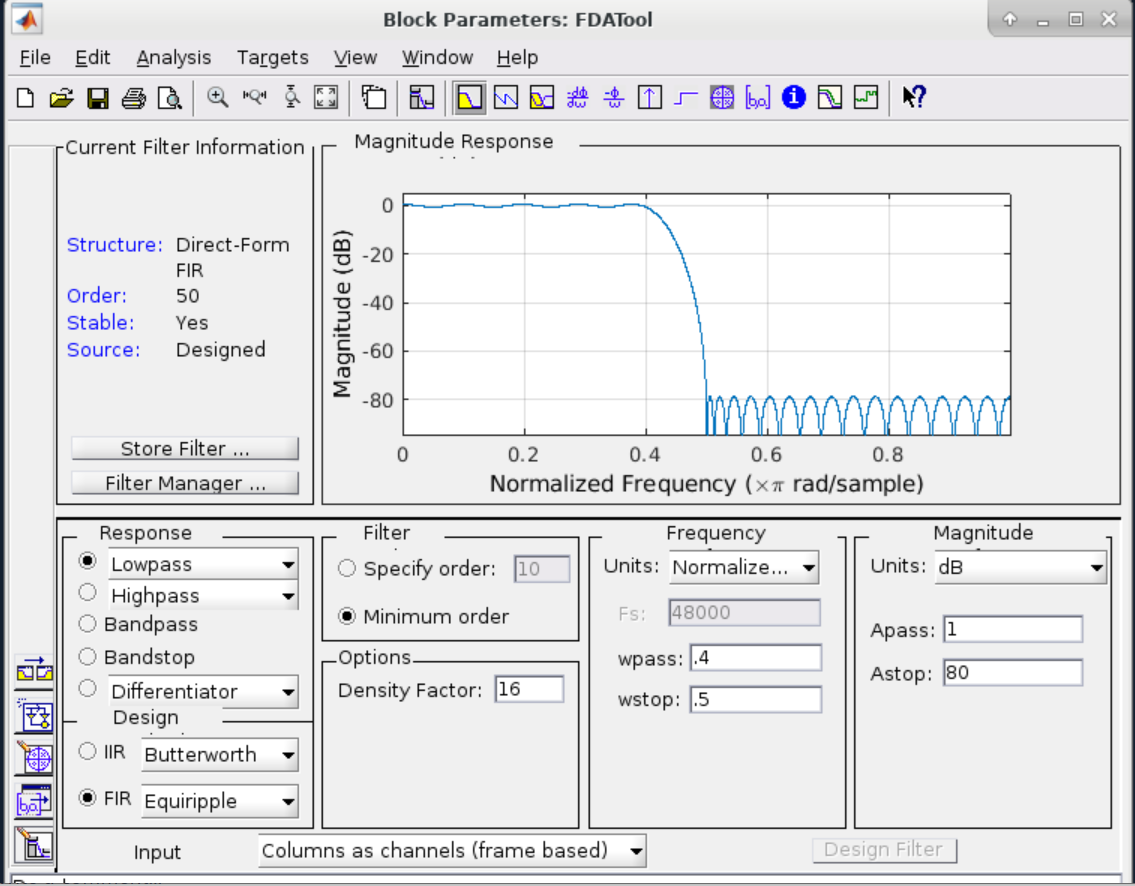 Block Parameters: FDATool
File Edit Analysis Targets View Window Help
Current Filter Information
Structure: Direct-Form
FIR
Order: 50
Stable: Yes
Source: Designed
Store Filter ...
Filter Manager ...
Magnitude Response
Magnitude (dB)
0
-20
-40
-60
-80
0 0.2 0.4 0.6 0.8
Normalized Frequency (×π rad/sample)
Response
Lowpass
Highpass
Bandpass
Bandstop
Differentiator
Design
IIR Butterworth
FIR Equiripple
Filter
Specify order: 10
Minimum order
Options
Density Factor: 16
Frequency
Units: Normalize...
Fs: 48000
wpass: .4
wstop: .5
Magnitude
Units: dB
Apass: 1
Astop: 80
Input Columns as channels (frame based)
Design Filter